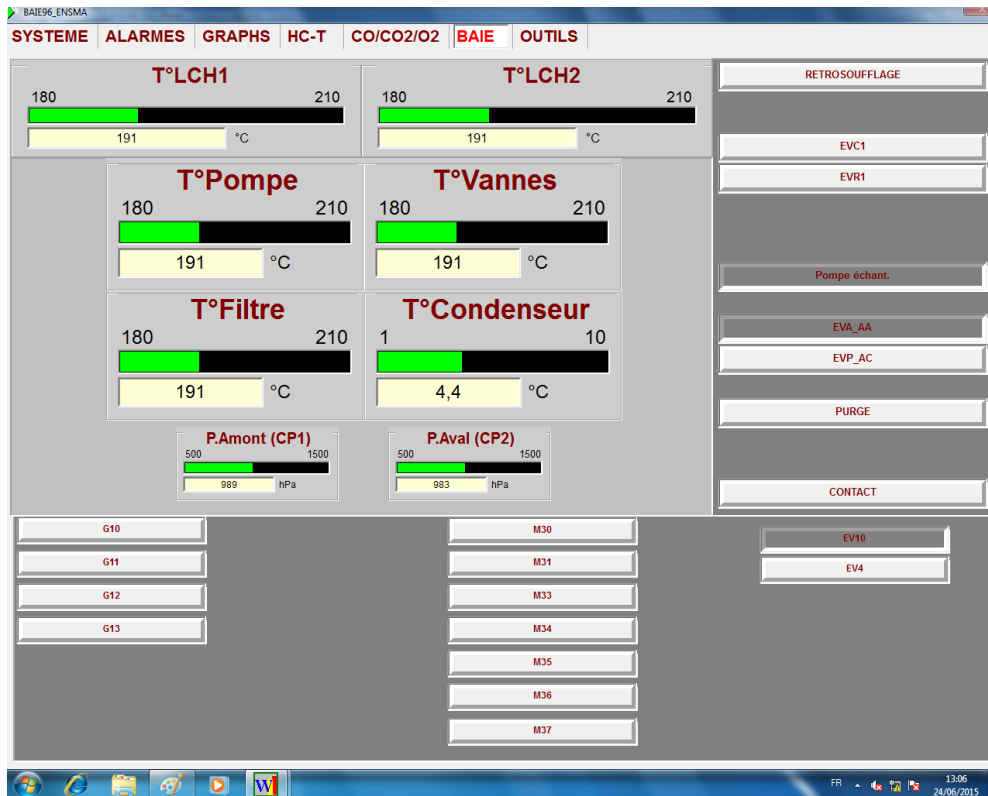 BAIE96_ENSMA
SYSTEME ALARMES GRAPHS HC-T CO/CO2/O2 BAIE OUTILS
T°LCH1
180 210
191 °C
T°LCH2
180 210
191 °C
T°Pompe
180 210
191 °C
T°Vannes
180 210
191 °C
T°Filtre
180 210
191 °C
T°Condenseur
1 10
4,4 °C
P.Amont (CP1)
500 1500
989 hPa
P.Aval (CP2)
500 1500
983 hPa
RETROSOUFFLAGE
EVC1
EVR1
Pompe échant.
EVA_AA
EVP_AC
PURGE
CONTACT
G10
G11
G12
G13
M30
M31
M33
M34
M35
M36
M37
EV10
EV4
W
FR
13:06
24/06/2015